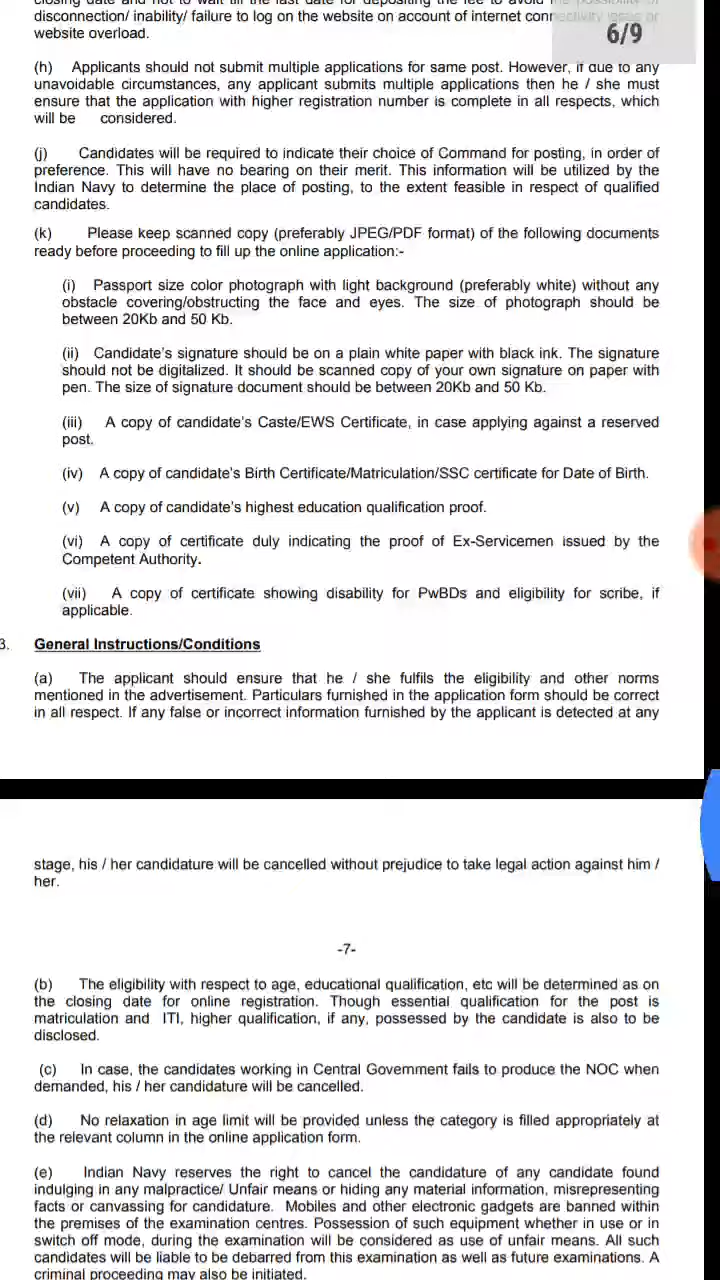 closing date and not to wait till the last date for depositing the fee to avoid the possibility of
disconnection/ inability/ failure to log on the website on account of internet connectivity or
website overload.
6/9
(h) Applicants should not submit multiple applications for same post. However, if due to any
unavoidable circumstances, any applicant submits multiple applications then he / she must
ensure that the application with higher registration number is complete in all respects, which
will be considered.
(j) Candidates will be required to indicate their choice of Command for posting, in order of
preference. This will have no bearing on their merit. This information will be utilized by the
Indian Navy to determine the place of posting, to the extent feasible in respect of qualified
candidates.
(k) Please keep scanned copy (preferably JPEG/PDF format) of the following documents
ready before proceeding to fill up the online application:-
(i) Passport size color photograph with light background (preferably white) without any
obstacle covering/obstructing the face and eyes. The size of photograph should be
between 20Kb and 50 Kb.
(ii) Candidate's signature should be on a plain white paper with black ink. The signature
should not be digitalized. It should be scanned copy of your own signature on paper with
pen. The size of signature document should be between 20Kb and 50 Kb.
(iii) A copy of candidate's Caste/EWS Certificate, in case applying against a reserved
post.
(iv) A copy of candidate's Birth Certificate/Matriculation/SSC certificate for Date of Birth.
(v) A copy of candidate's highest education qualification proof.
(vi) A copy of certificate duly indicating the proof of Ex-Servicemen issued by the
Competent Authority.
(vii) A copy of certificate showing disability for PwBDs and eligibility for scribe, if
applicable.
3. General Instructions/Conditions
(a) The applicant should ensure that he / she fulfils the eligibility and other norms
mentioned in the advertisement. Particulars furnished in the application form should be correct
in all respect. If any false or incorrect information furnished by the applicant is detected at any
stage, his / her candidature will be cancelled without prejudice to take legal action against him /
her.
-7-
(b) The eligibility with respect to age, educational qualification, etc will be determined as on
the closing date for online registration. Though essential qualification for the post is
matriculation and ITI, higher qualification, if any, possessed by the candidate is also to be
disclosed.
(c) In case, the candidates working in Central Government fails to produce the NOC when
demanded, his / her candidature will be cancelled.
(d) No relaxation in age limit will be provided unless the category is filled appropriately at
the relevant column in the online application form.
(e) Indian Navy reserves the right to cancel the candidature of any candidate found
indulging in any malpractice/ Unfair means or hiding any material information, misrepresenting
facts or canvassing for candidature. Mobiles and other electronic gadgets are banned within
the premises of the examination centres. Possession of such equipment whether in use or in
switch off mode, during the examination will be considered as use of unfair means. All such
candidates will be liable to be debarred from this examination as well as future examinations. A
criminal proceeding may also be initiated.